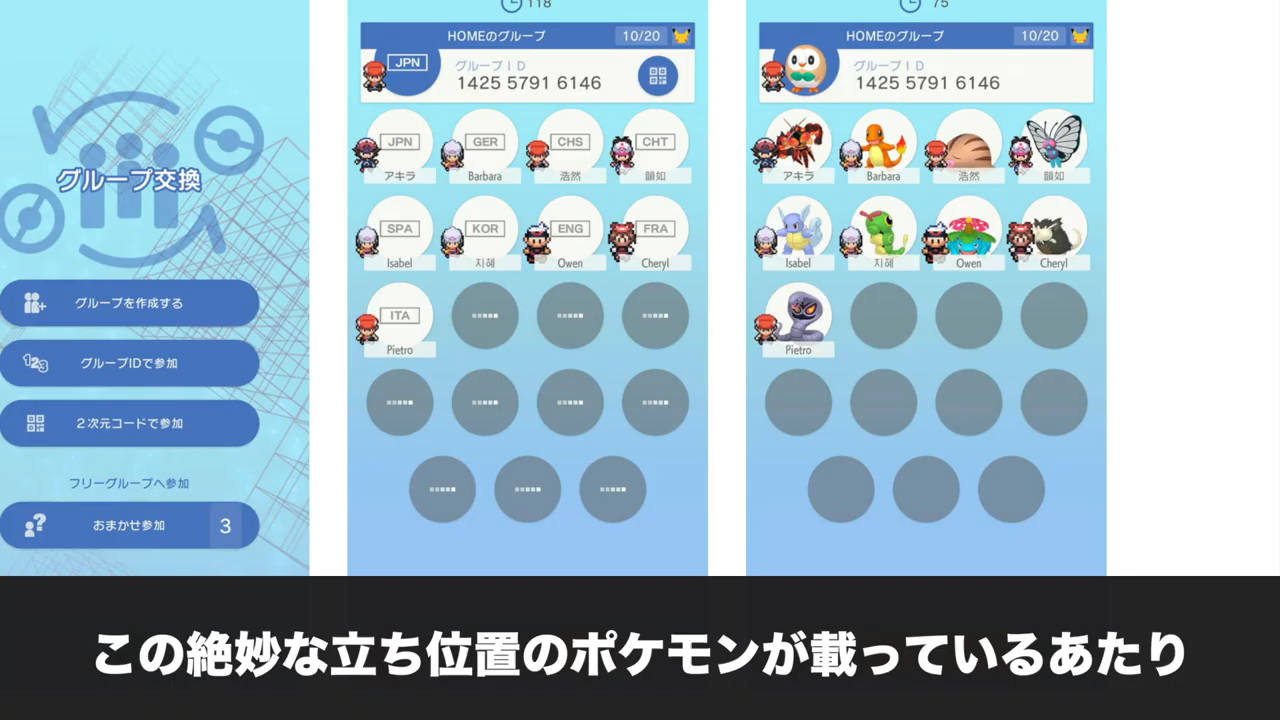 グループ交換
グループを作成する
グループIDで参加
2次元コードで参加
フリーグループへ参加
おまかせ参加 3
118
HOMEのグループ 10/20
JPN
グループID
1425 5791 6146
JPN GER CHS CHT
アキラ Barbara 浩然 韻如
SPA KOR ENG FRA
Isabel 지혜 Owen Cheryl
ITA
Pietro
75
HOMEのグループ 10/20
グループID
1425 5791 6146
アキラ Barbara 浩然 韻如
Isabel 지혜 Owen Cheryl
Pietro
この絶妙な立ち位置のポケモンが載っているあたり